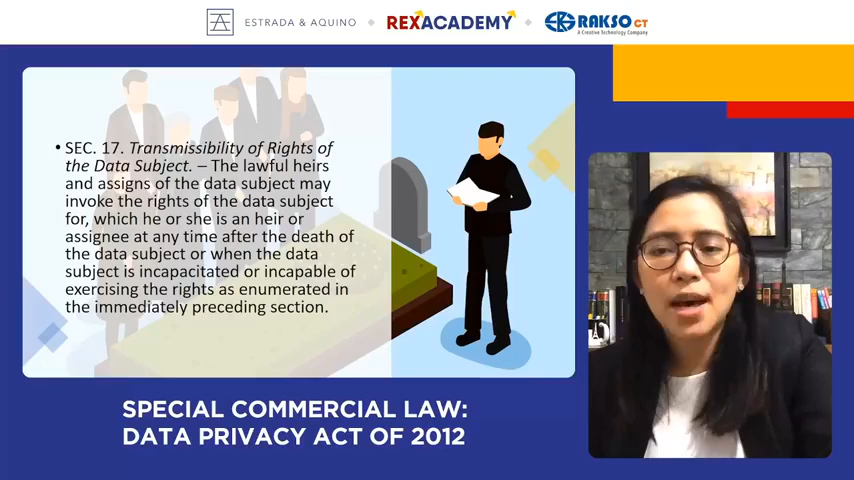 ESTRADA & AQUINO
REXACADEMY
RAKSO CT
A Creative Technology Company
• SEC. 17. Transmissibility of Rights of
the Data Subject. – The lawful heirs
and assigns of the data subject may
invoke the rights of the data subject
for, which he or she is an heir or
assignee at any time after the death of
the data subject or when the data
subject is incapacitated or incapable of
exercising the rights as enumerated in
the immediately preceding section.
SPECIAL COMMERCIAL LAW:
DATA PRIVACY ACT OF 2012